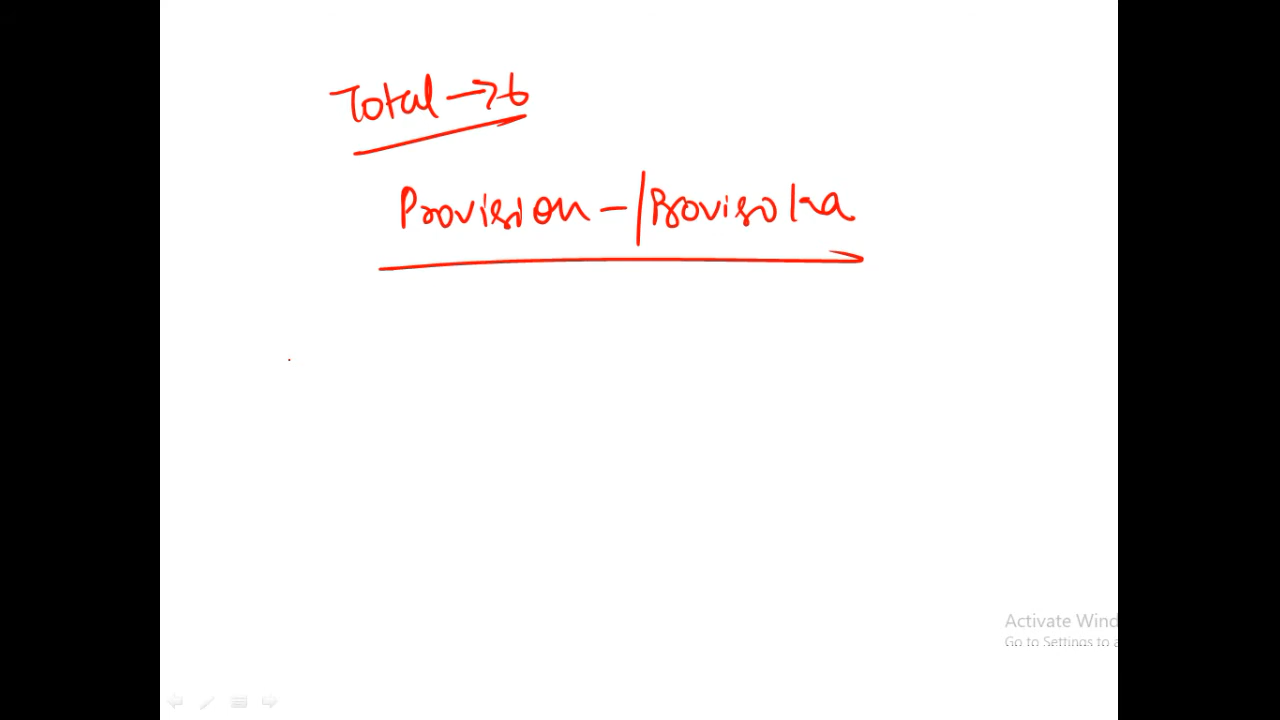 Total → 6
Provision - / Proviso ka
Activate Wind
Go to Settings to a